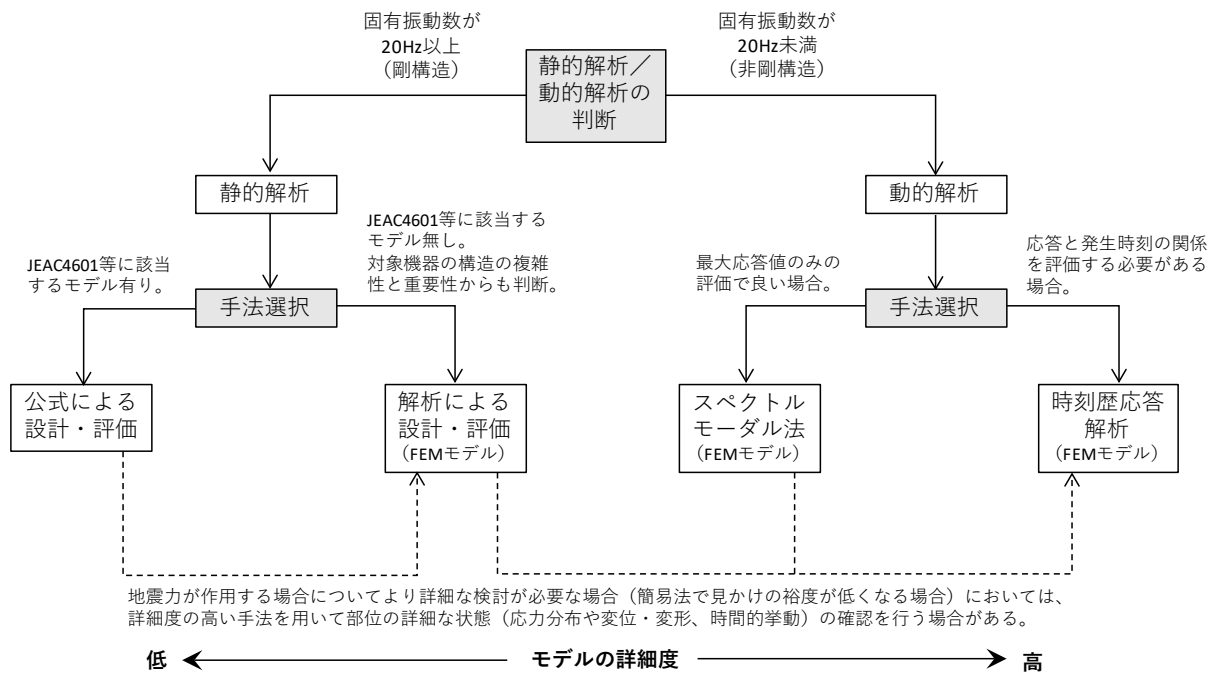 固有振動数が
20Hz以上
（剛構造）
静的解析／
動的解析の
判断
固有振動数が
20Hz未満
（非剛構造）
静的解析
動的解析
JEAC4601等に該当
するモデル有り。
JEAC4601等に該当する
モデル無し。
対象機器の構造の複雑
性と重要性からも判断。
手法選択
最大応答値のみの
評価で良い場合。
応答と発生時刻の関係
を評価する必要がある
場合。
手法選択
公式による
設計・評価
解析による
設計・評価
（FEMモデル）
スペクトル
モーダル法
（FEMモデル）
時刻歴応答
解析
（FEMモデル）
地震力が作用する場合についてより詳細な検討が必要な場合（簡易法で見かけの裕度が低くなる場合）においては、
詳細度の高い手法を用いて部位の詳細な状態（応力分布や変位・変形、時間的挙動）の確認を行う場合がある。
低 モデルの詳細度 高